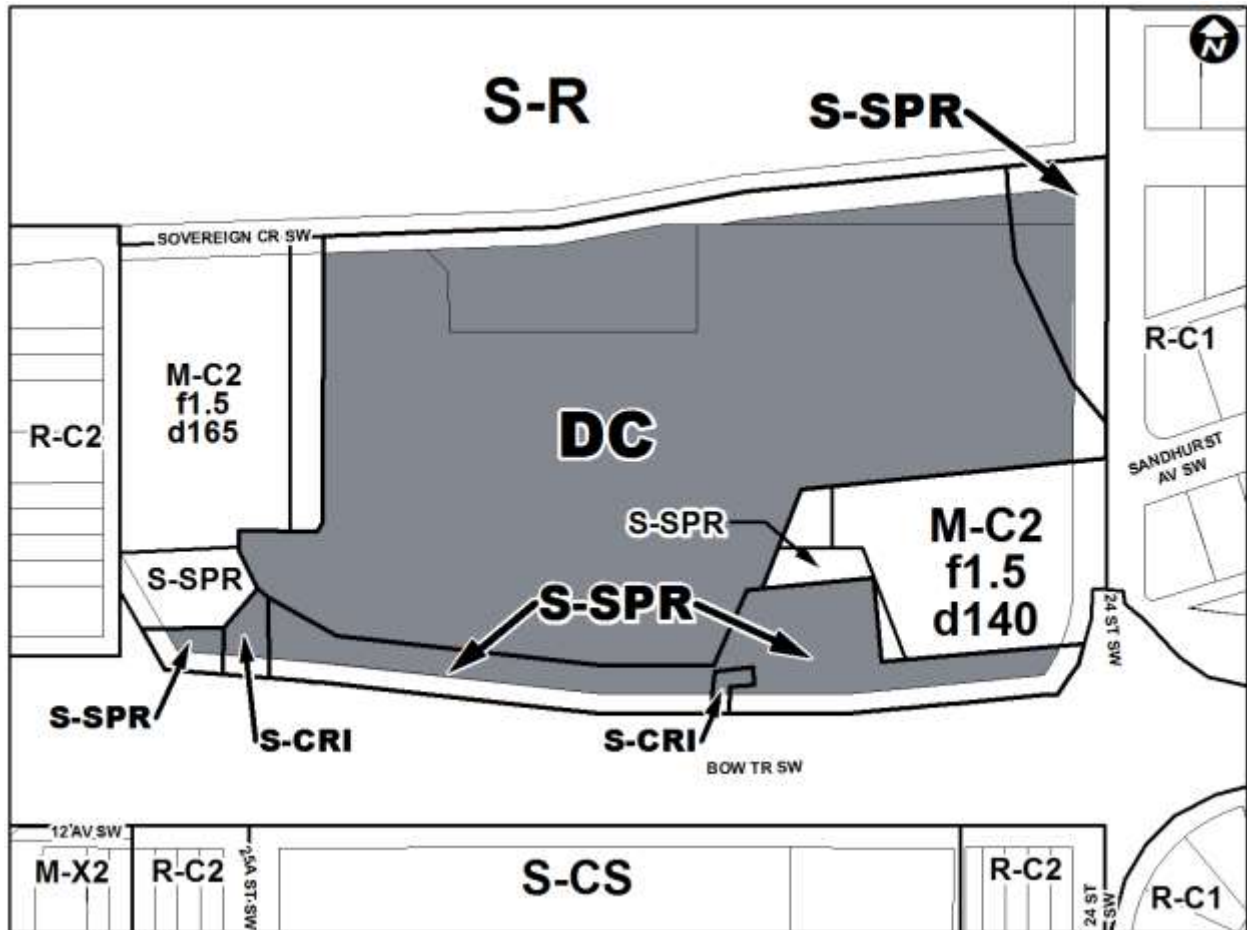 N
S-R
S-SPR
SOVEREIGN CR SW
R-C1
M-C2
f1.5
d165
R-C2
DC
SANDHURST
AV SW
S-SPR
M-C2
f1.5
d140
S-SPR
S-SPR
24 ST SW
S-SPR
S-CRI
S-CRI
BOW TR SW
12 AV SW
M-X2
R-C2
25A ST SW
S-CS
R-C2
24 ST
SW
R-C1